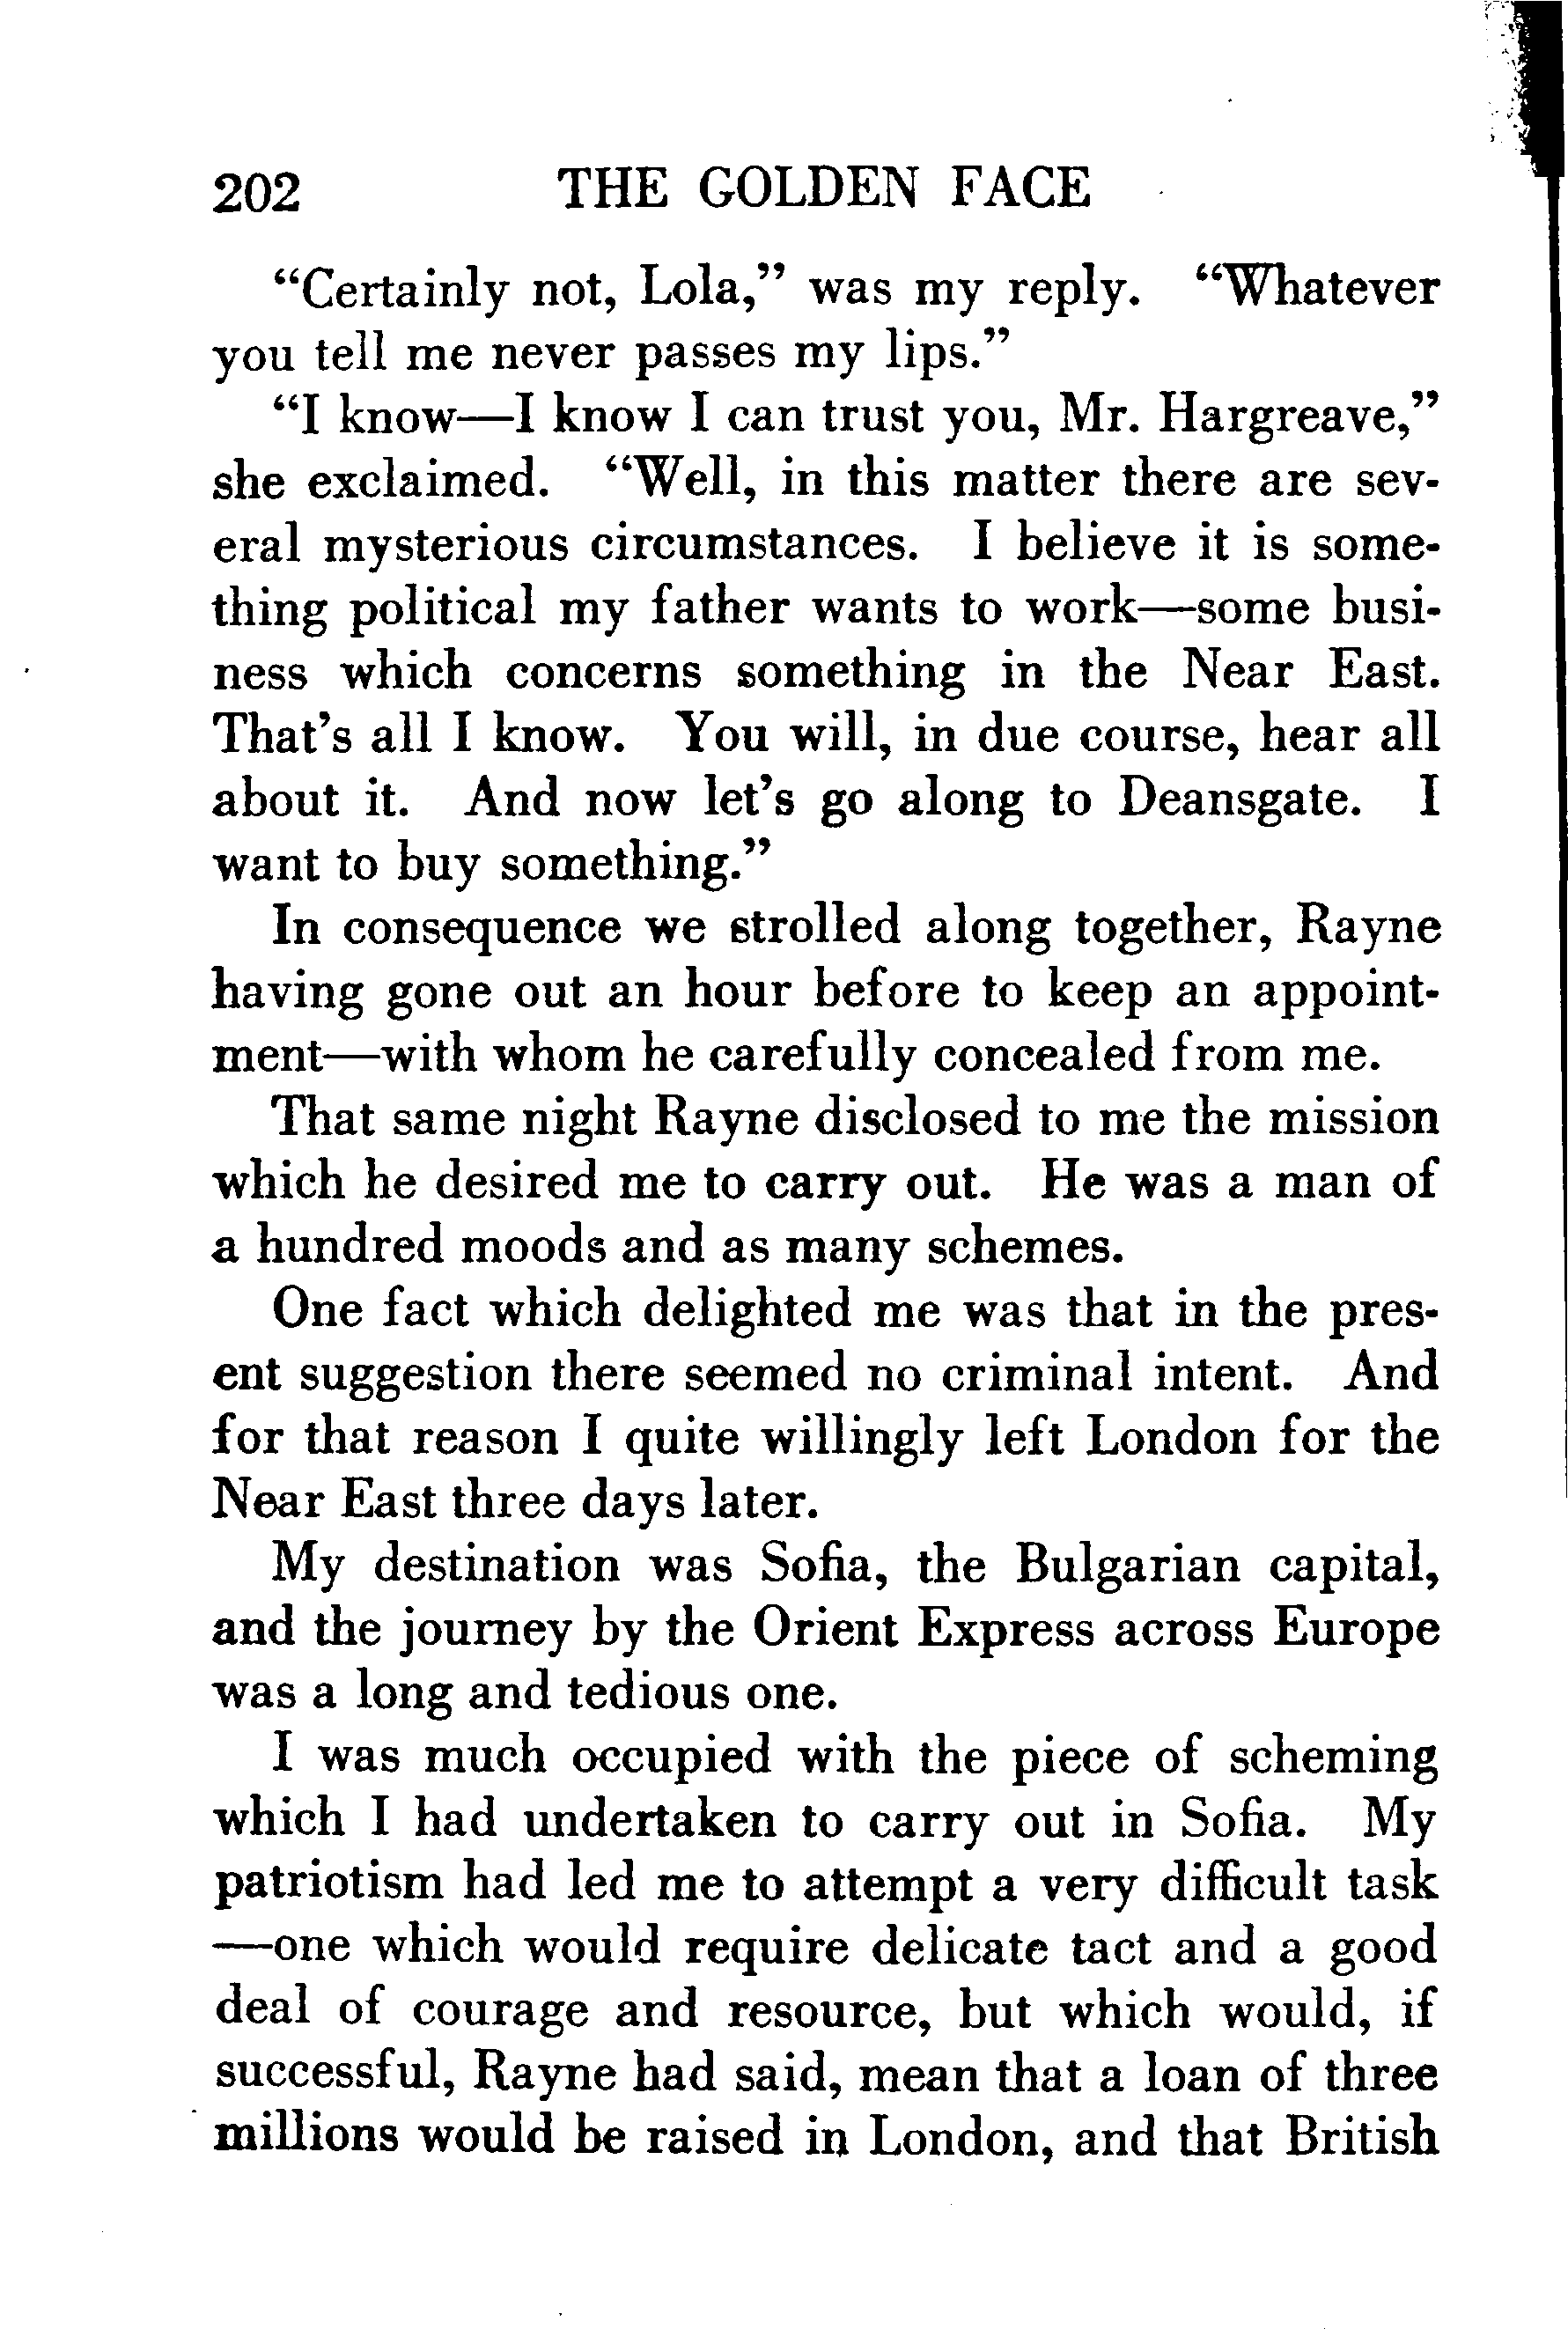 202 THE GOLDEN FACE
“Certainly not, Lola,” was my reply. “Whatever
you tell me never passes my lips.”
“I know—I know I can trust you, Mr. Hargreave,”
she exclaimed. “Well, in this matter there are sev-
eral mysterious circumstances. I believe it is some-
thing political my father wants to work—some busi-
ness which concerns something in the Near East.
That’s all I know. You will, in due course, hear all
about it. And now let’s go along to Deansgate. I
want to buy something.”
In consequence we strolled along together, Rayne
having gone out an hour before to keep an appoint-
ment—with whom he carefully concealed from me.
That same night Rayne disclosed to me the mission
which he desired me to carry out. He was a man of
a hundred moods and as many schemes.
One fact which delighted me was that in the pres-
ent suggestion there seemed no criminal intent. And
for that reason I quite willingly left London for the
Near East three days later.
My destination was Sofia, the Bulgarian capital,
and the journey by the Orient Express across Europe
was a long and tedious one.
I was much occupied with the piece of scheming
which I had undertaken to carry out in Sofia. My
patriotism had led me to attempt a very difficult task
—one which would require delicate tact and a good
deal of courage and resource, but which would, if
successful, Rayne had said, mean that a loan of three
millions would be raised in London, and that British